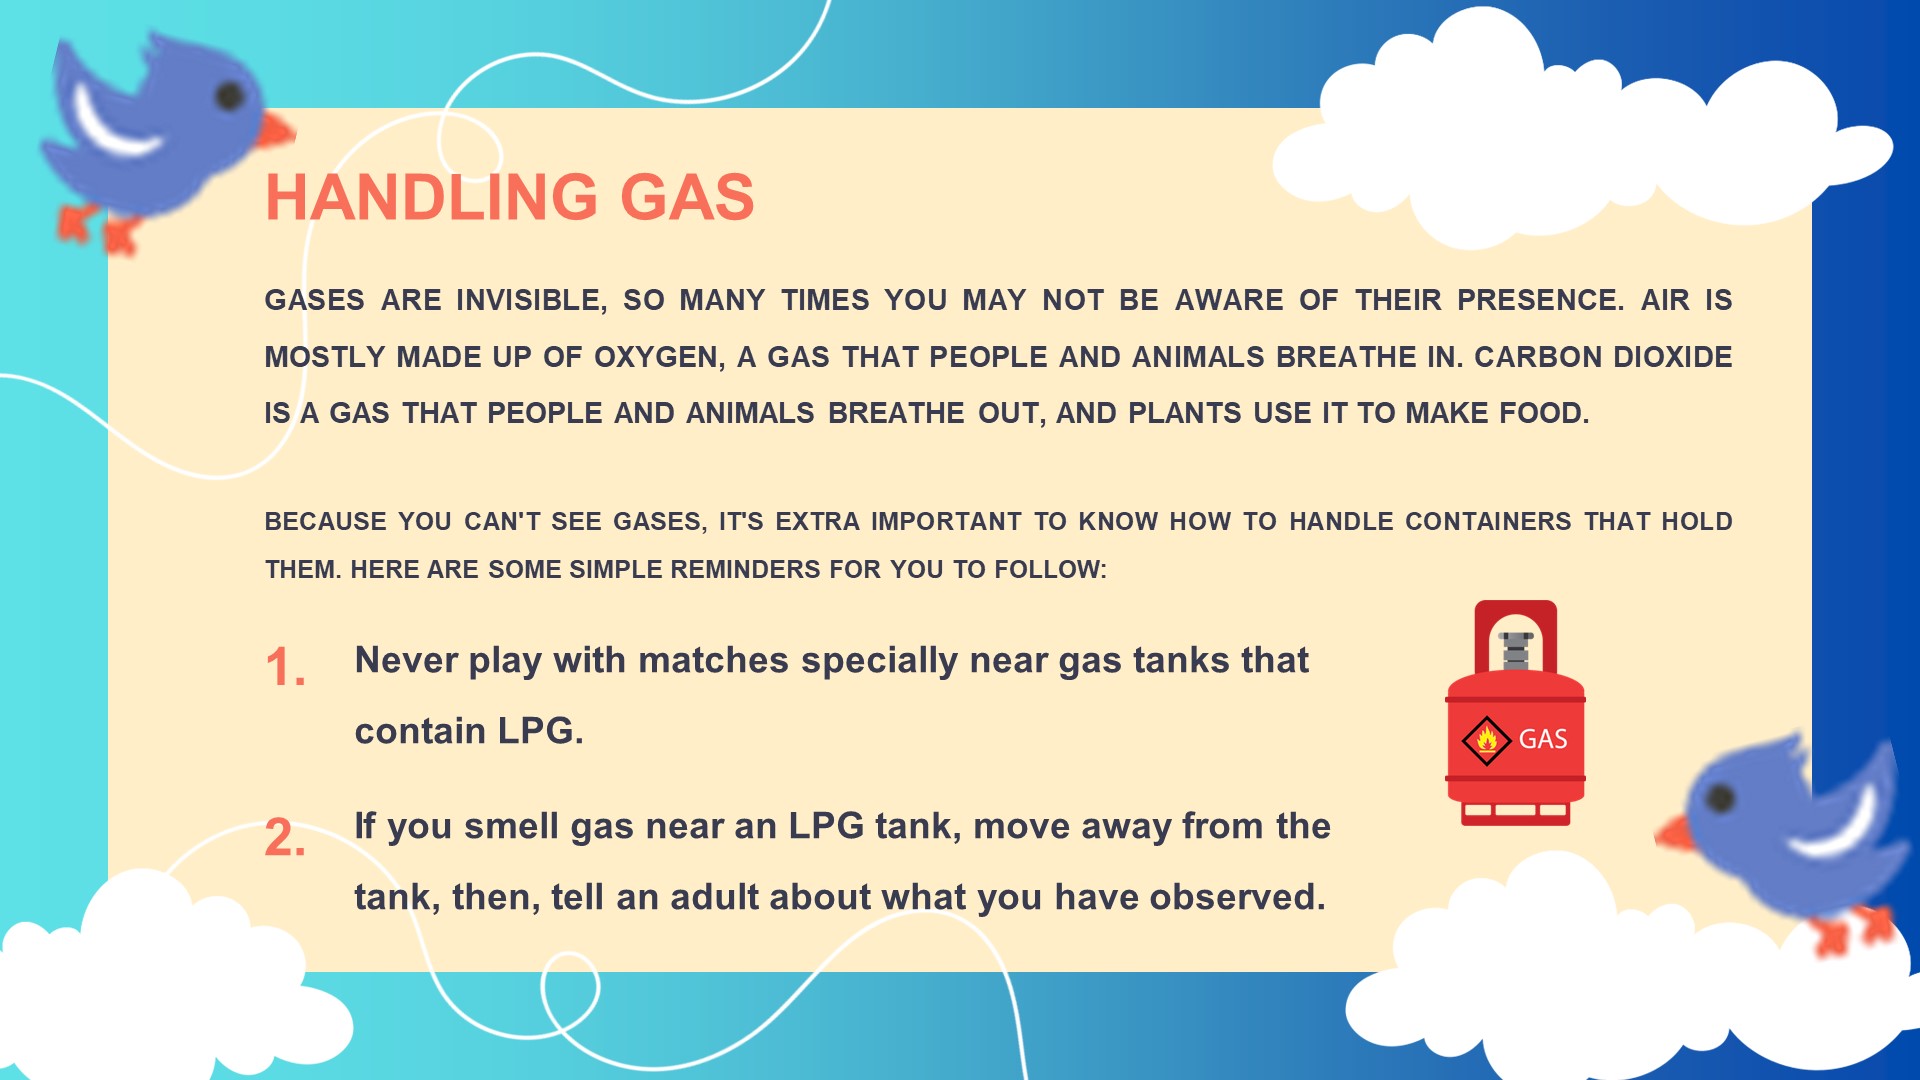 HANDLING GAS
GASES ARE INVISIBLE, SO MANY TIMES YOU MAY NOT BE AWARE OF THEIR PRESENCE. AIR IS
MOSTLY MADE UP OF OXYGEN, A GAS THAT PEOPLE AND ANIMALS BREATHE IN. CARBON DIOXIDE
IS A GAS THAT PEOPLE AND ANIMALS BREATHE OUT, AND PLANTS USE IT TO MAKE FOOD.
BECAUSE YOU CAN'T SEE GASES, IT'S EXTRA IMPORTANT TO KNOW HOW TO HANDLE CONTAINERS THAT HOLD
THEM. HERE ARE SOME SIMPLE REMINDERS FOR YOU TO FOLLOW:
1. Never play with matches specially near gas tanks that
contain LPG.
GAS
2. If you smell gas near an LPG tank, move away from the
tank, then, tell an adult about what you have observed.